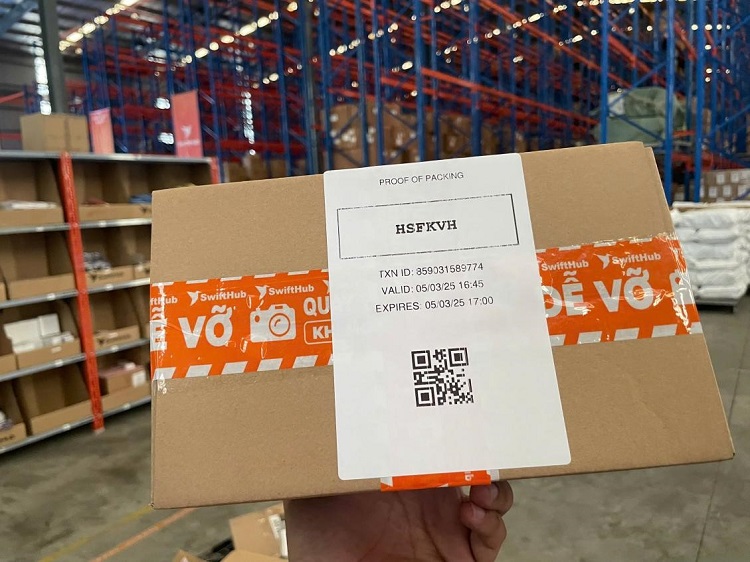 PROOF OF PACKING
HSFKVH
TXN ID: 859031589774
VALID: 05/03/25 16:45
EXPIRES: 05/03/25 17:00
SwiftHub SwiftHub SwiftHub
VỠ
QU
KH
SwiftHub SwiftHub
DỄ VỠ